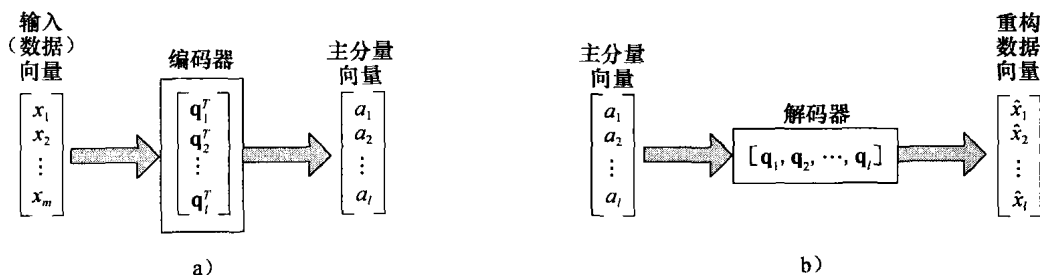 输入
（数据）
向量
x₁
x₂
⋮
xₘ
编码器
q₁ᵀ
q₂ᵀ
⋮
qₗᵀ
主分量
向量
a₁
a₂
⋮
aₗ
a）
主分量
向量
a₁
a₂
⋮
aₗ
解码器
[q₁, q₂, ⋯, qₗ]
重构
数据
向量
x̂₁
x̂₂
⋮
x̂ₗ
b）